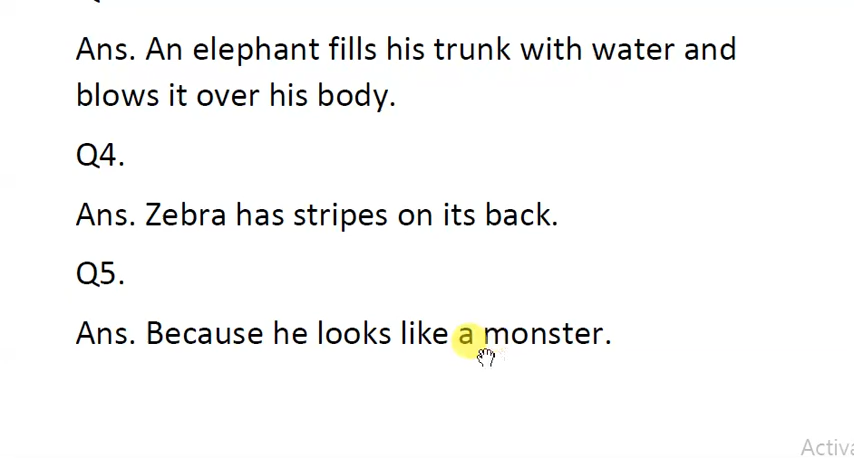 Ans. An elephant fills his trunk with water and
blows it over his body.
Q4.
Ans. Zebra has stripes on its back.
Q5.
Ans. Because he looks like a monster.
Activa